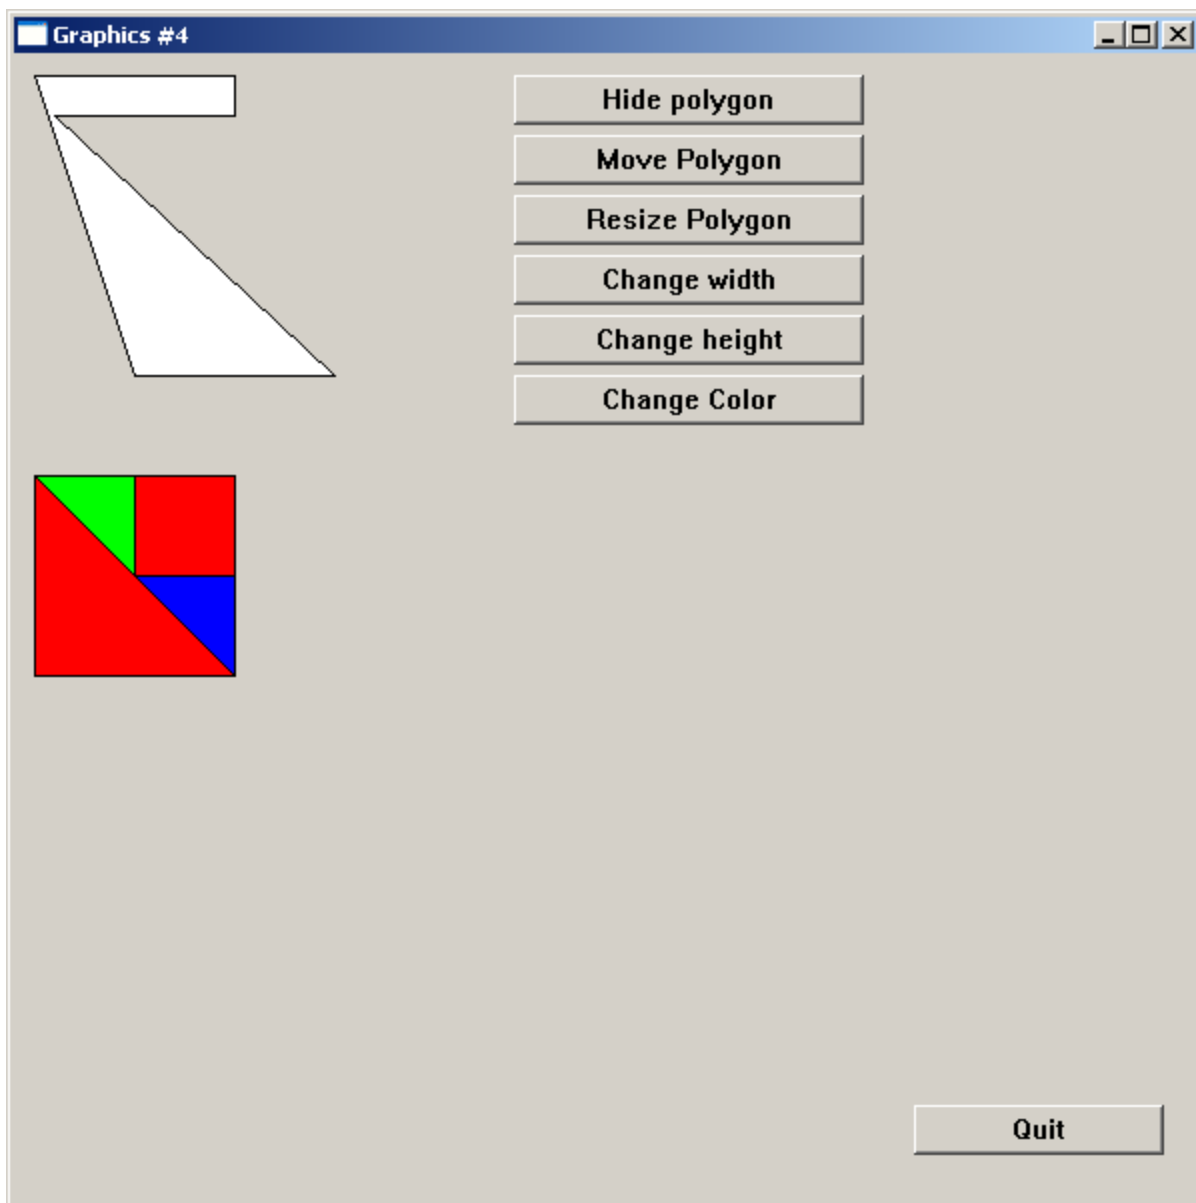 Graphics #4
Hide polygon
Move Polygon
Resize Polygon
Change width
Change height
Change Color
Quit